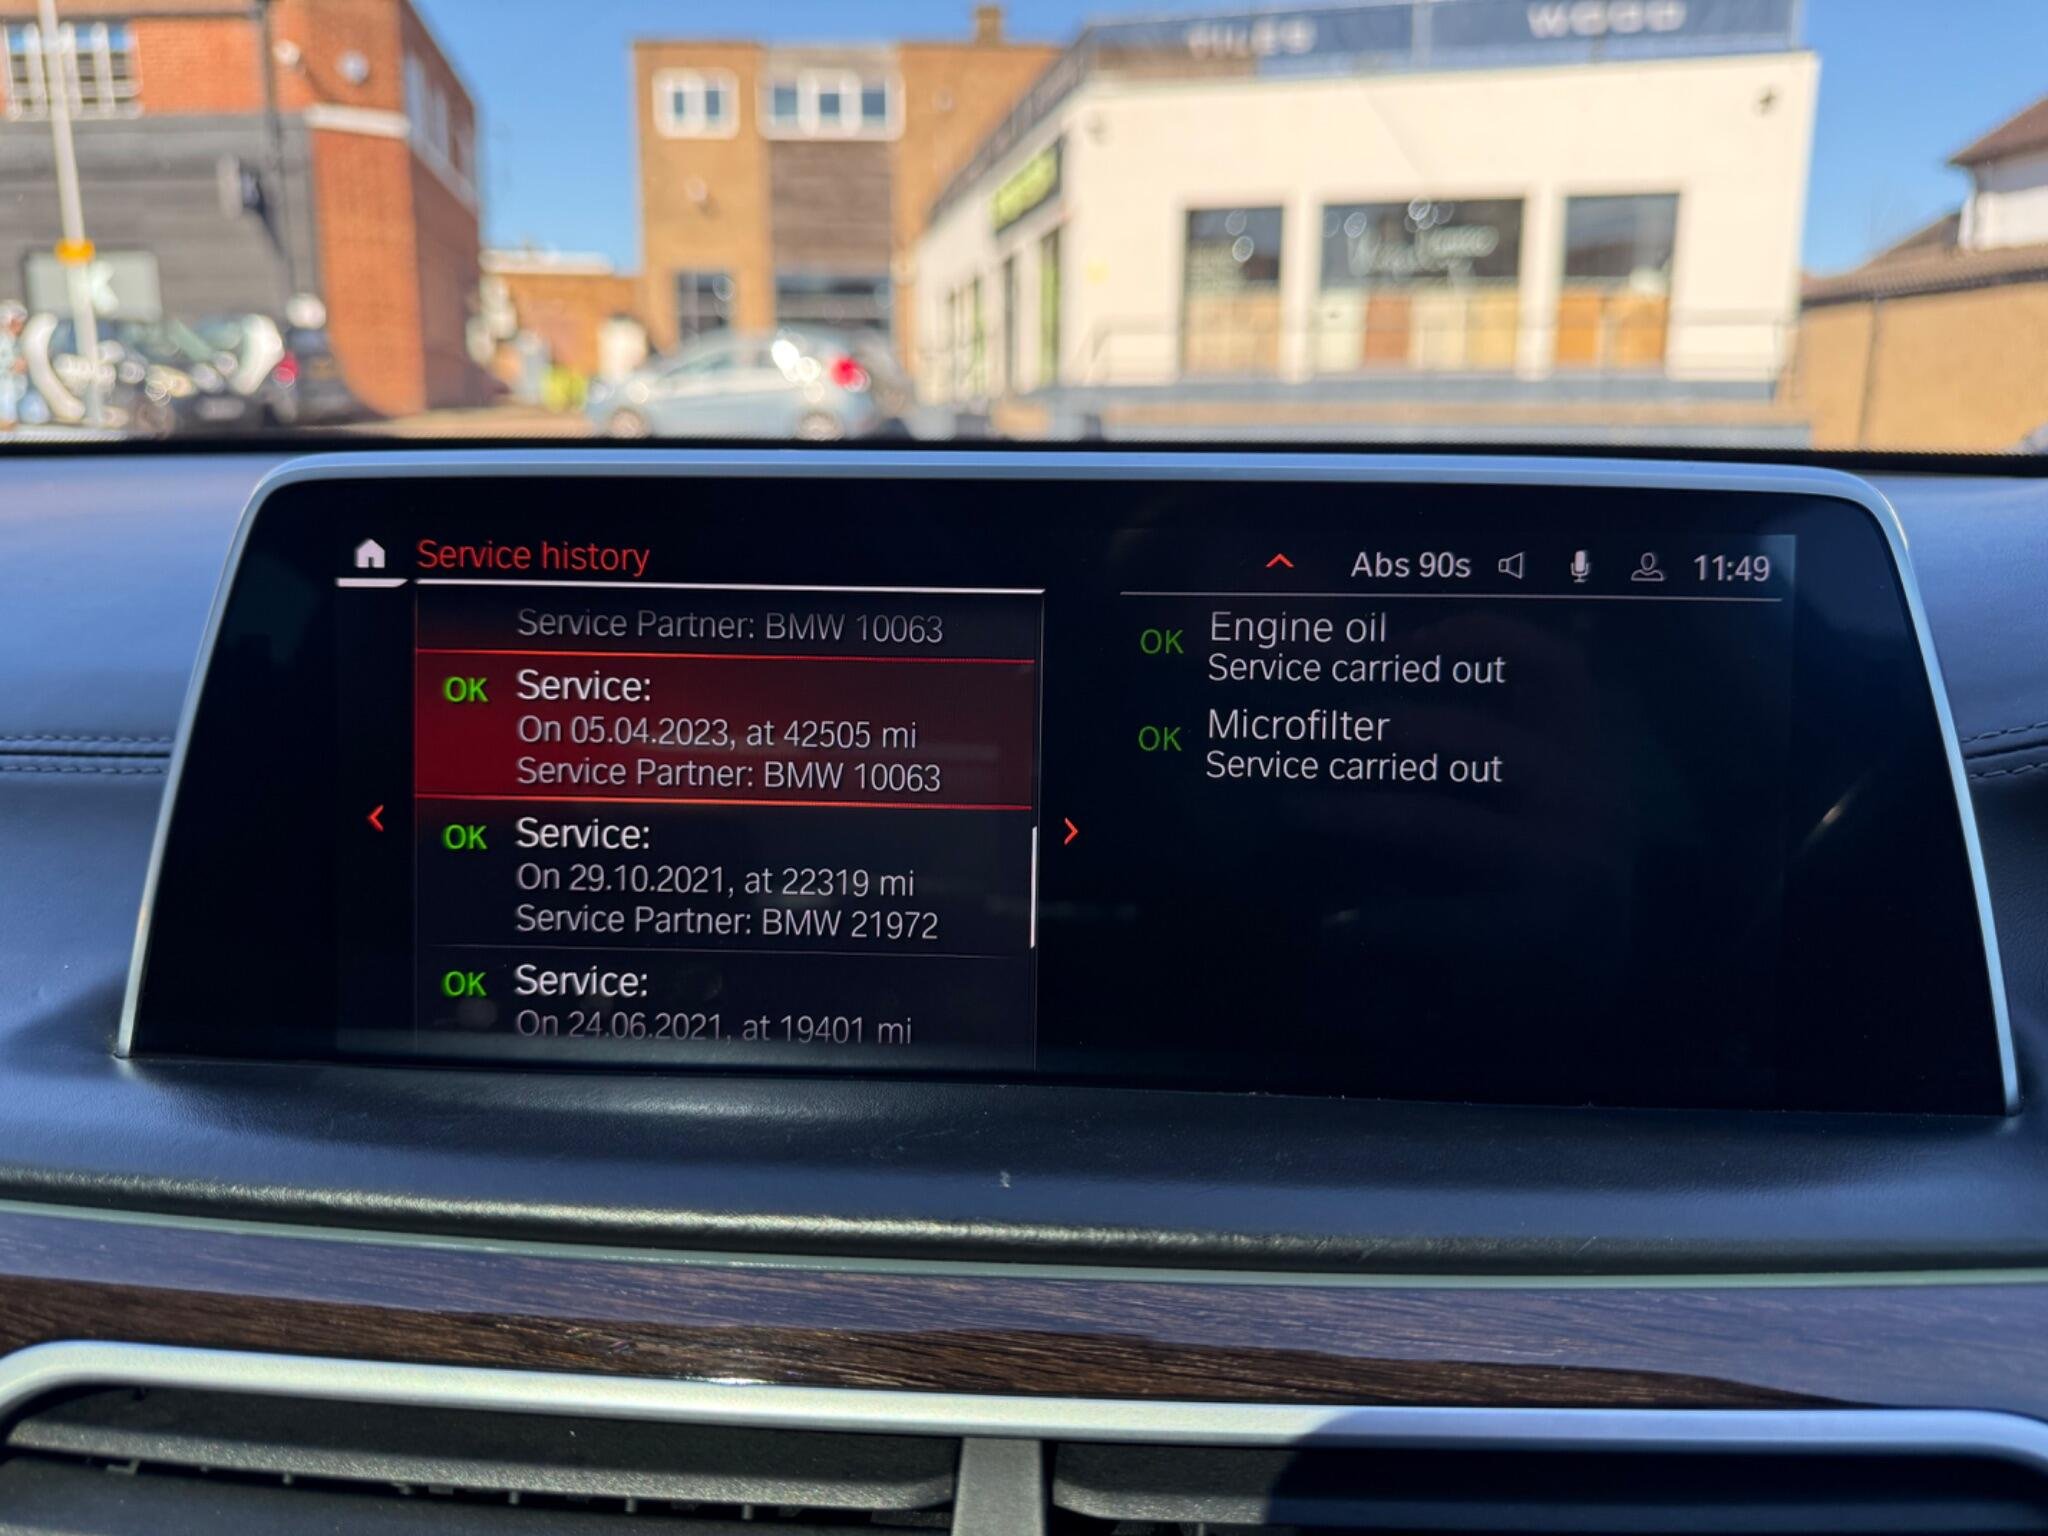 TILES
WOOD
Service history
Abs 90s
11:49
Service Partner: BMW 10063
OK
Service:
On 05.04.2023, at 42505 mi
Service Partner: BMW 10063
OK
Service:
On 29.10.2021, at 22319 mi
Service Partner: BMW 21972
OK
Service:
On 24.06.2021, at 19401 mi
OK
Engine oil
Service carried out
OK
Microfilter
Service carried out